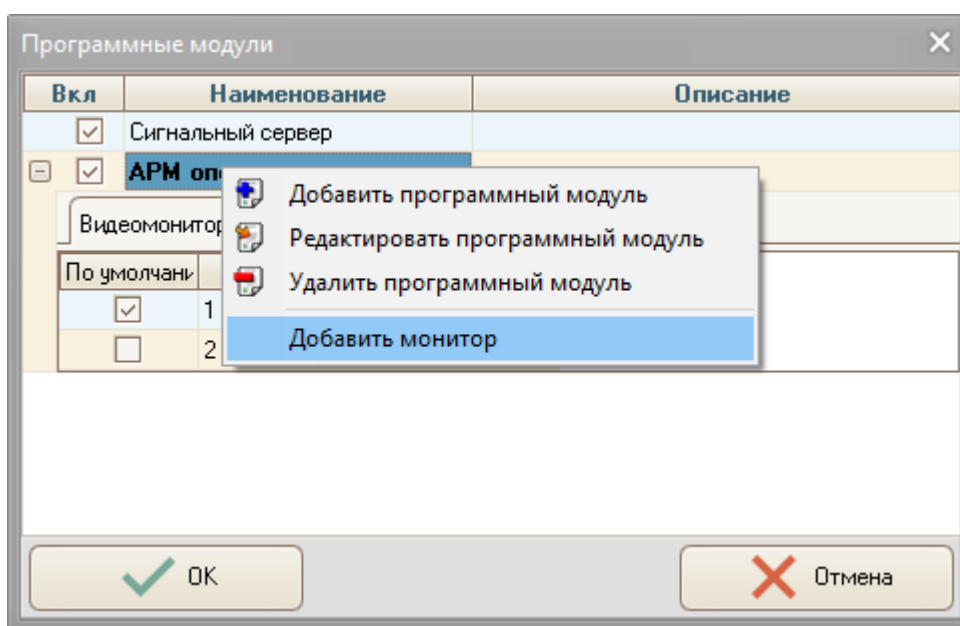 Программные модули
Вкл Наименование Описание
Сигнальный сервер
АРМ
Добавить программный модуль
Редактировать программный модуль
Удалить программный модуль
Добавить монитор
Видеомонитор
По умолчани
1
2
ОК Отмена